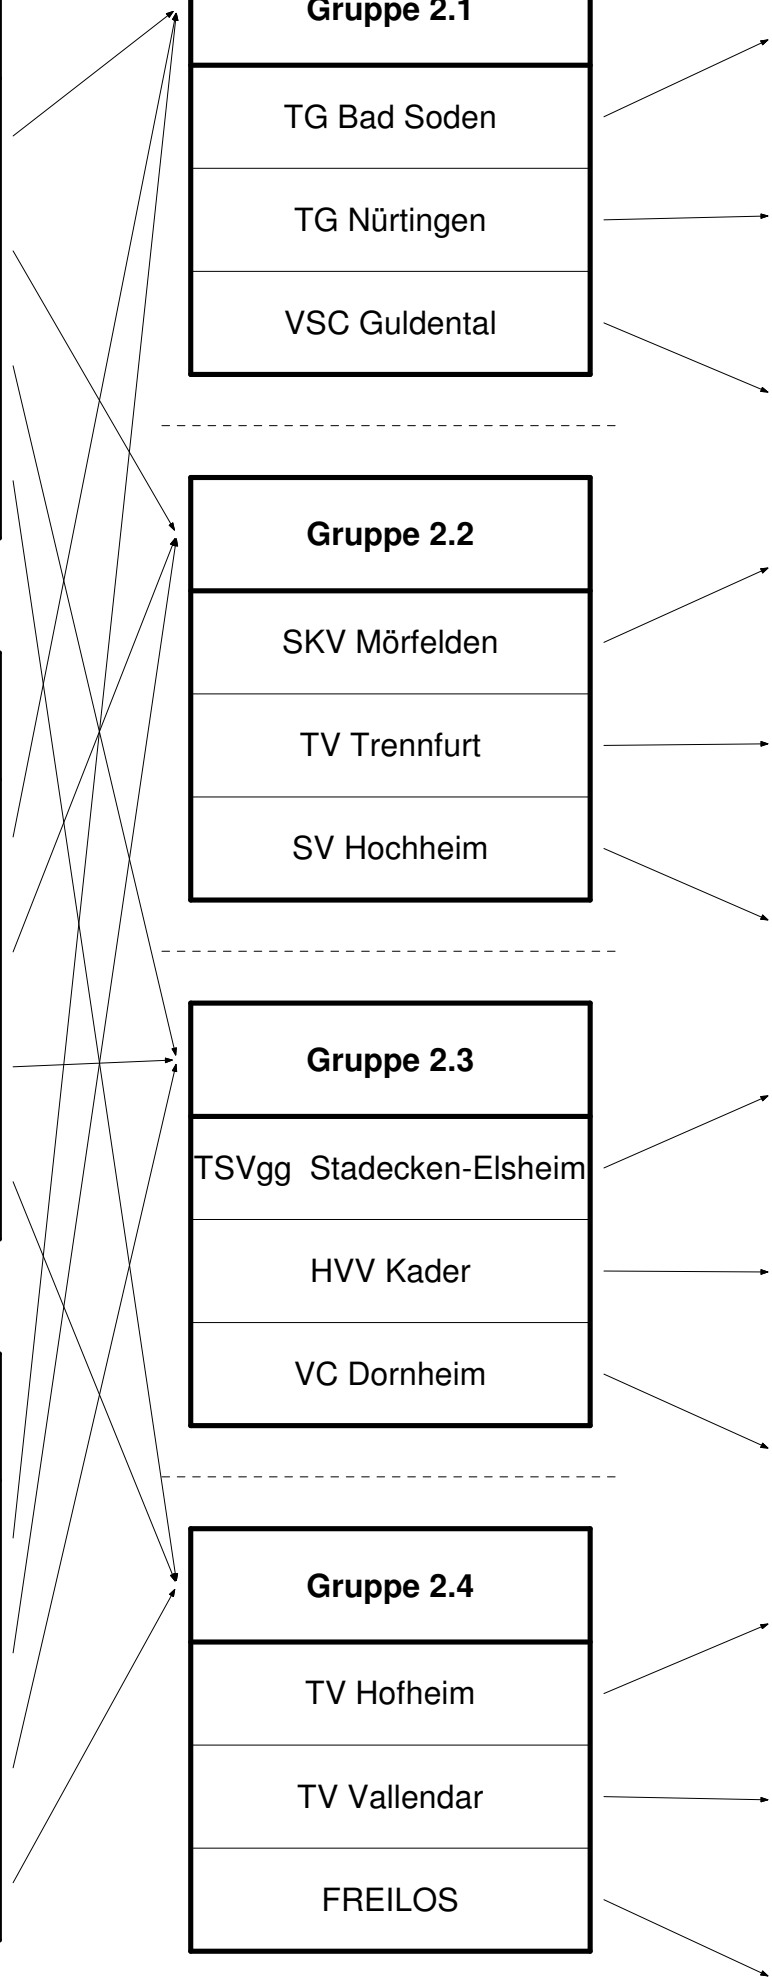 Gruppe 2.1
TG Bad Soden
TG Nürtingen
VSC Guldental
Gruppe 2.2
SKV Mörfelden
TV Trennfurt
SV Hochheim
Gruppe 2.3
TSVgg  Stadecken-Elsheim
HVV Kader
VC Dornheim
Gruppe 2.4
TV Hofheim
TV Vallendar
FREILOS